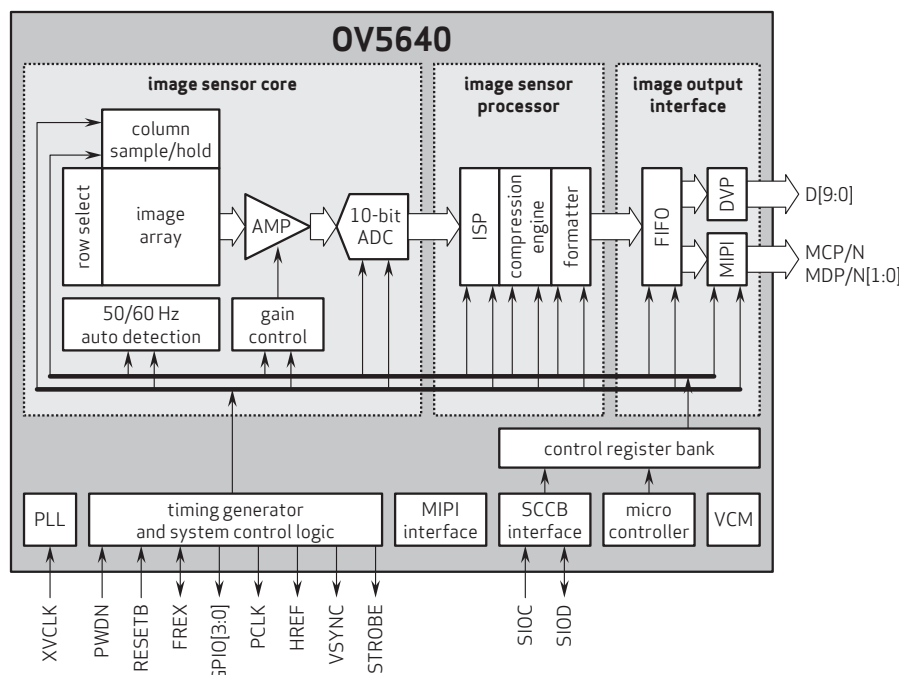 OV5640
image sensor core
image sensor
processor
image output
interface
column
sample/hold
row select
image
array
AMP
10-bit
ADC
ISP
compression
engine
formatter
FIFO
DVP
MIPI
D[9:0]
MCP/N
MDP/N[1:0]
50/60 Hz
auto detection
gain
control
control register bank
PLL
timing generator
and system control logic
MIPI
interface
SCCB
interface
micro
controller
VCM
XVCLK
PWDN
RESETB
FREX
GPIO[3:0]
PCLK
HREF
VSYNC
STROBE
SIOC
SIOD